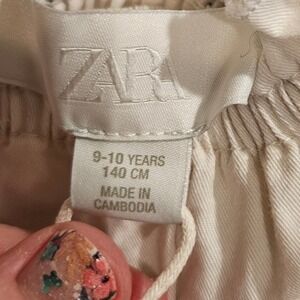 ZARA
9-10 YEARS
140 CM
MADE IN
CAMBODIA